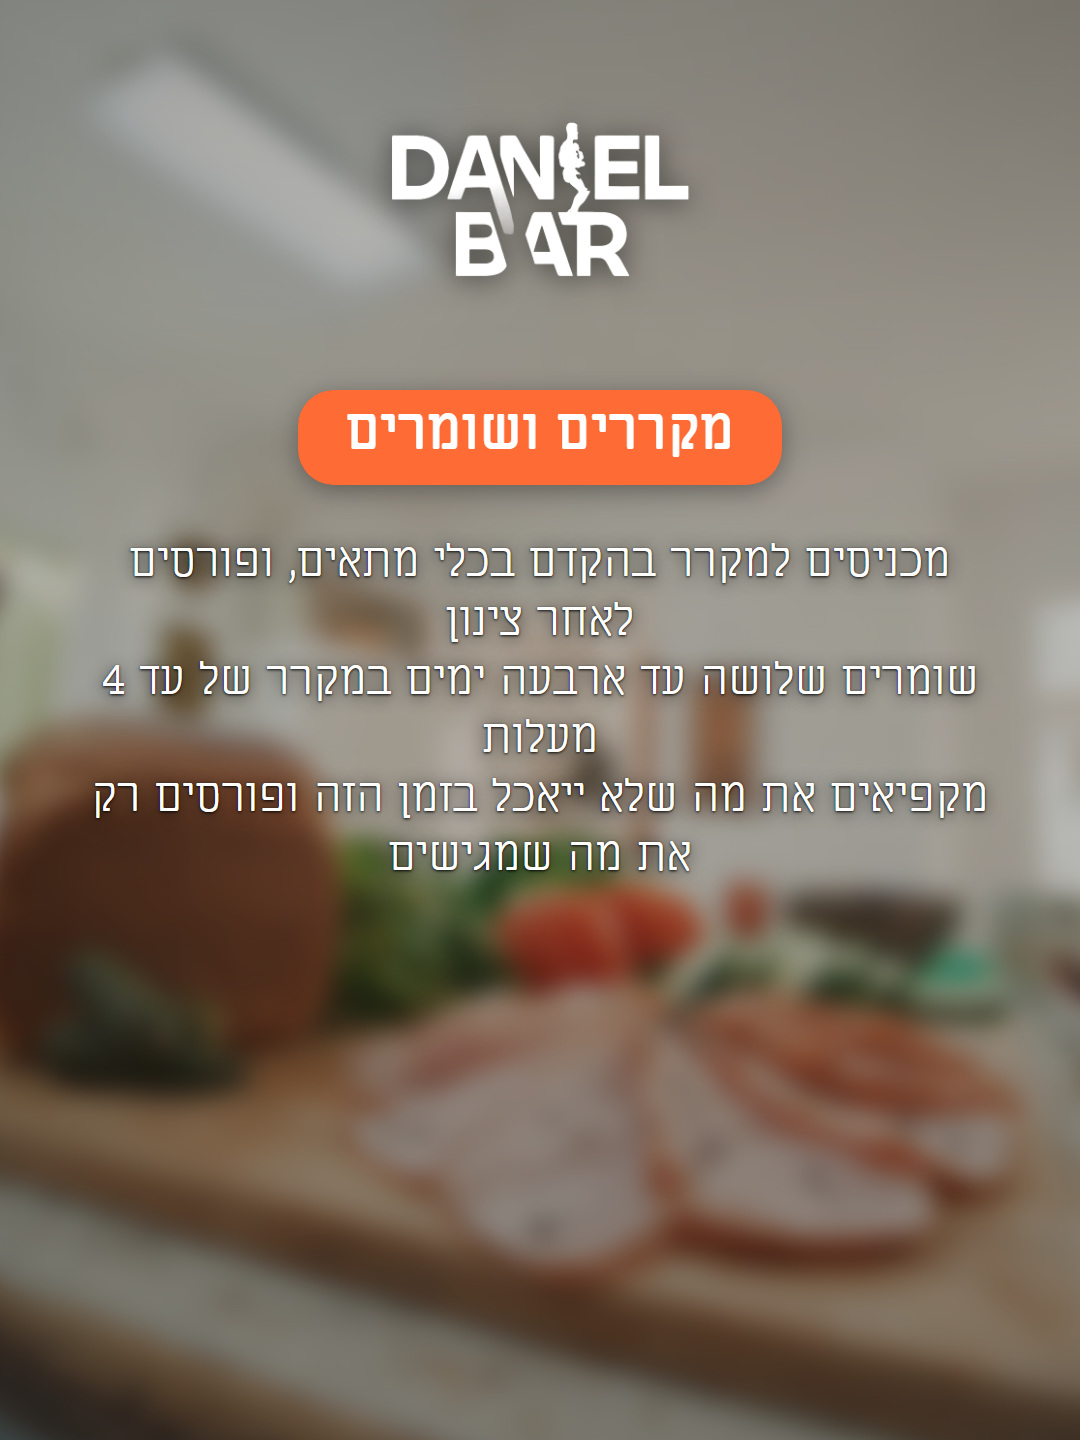 DANIEL
BAR
מקררים ושומרים
מכניסים למקרר בהקדם בכלי מתאים, ופורסים
לאחר צינון
שומרים שלושה עד ארבעה ימים במקרר של עד 4
מעלות
מקפיאים את מה שלא ייאכל בזמן הזה ופורסים רק
את מה שמגישים